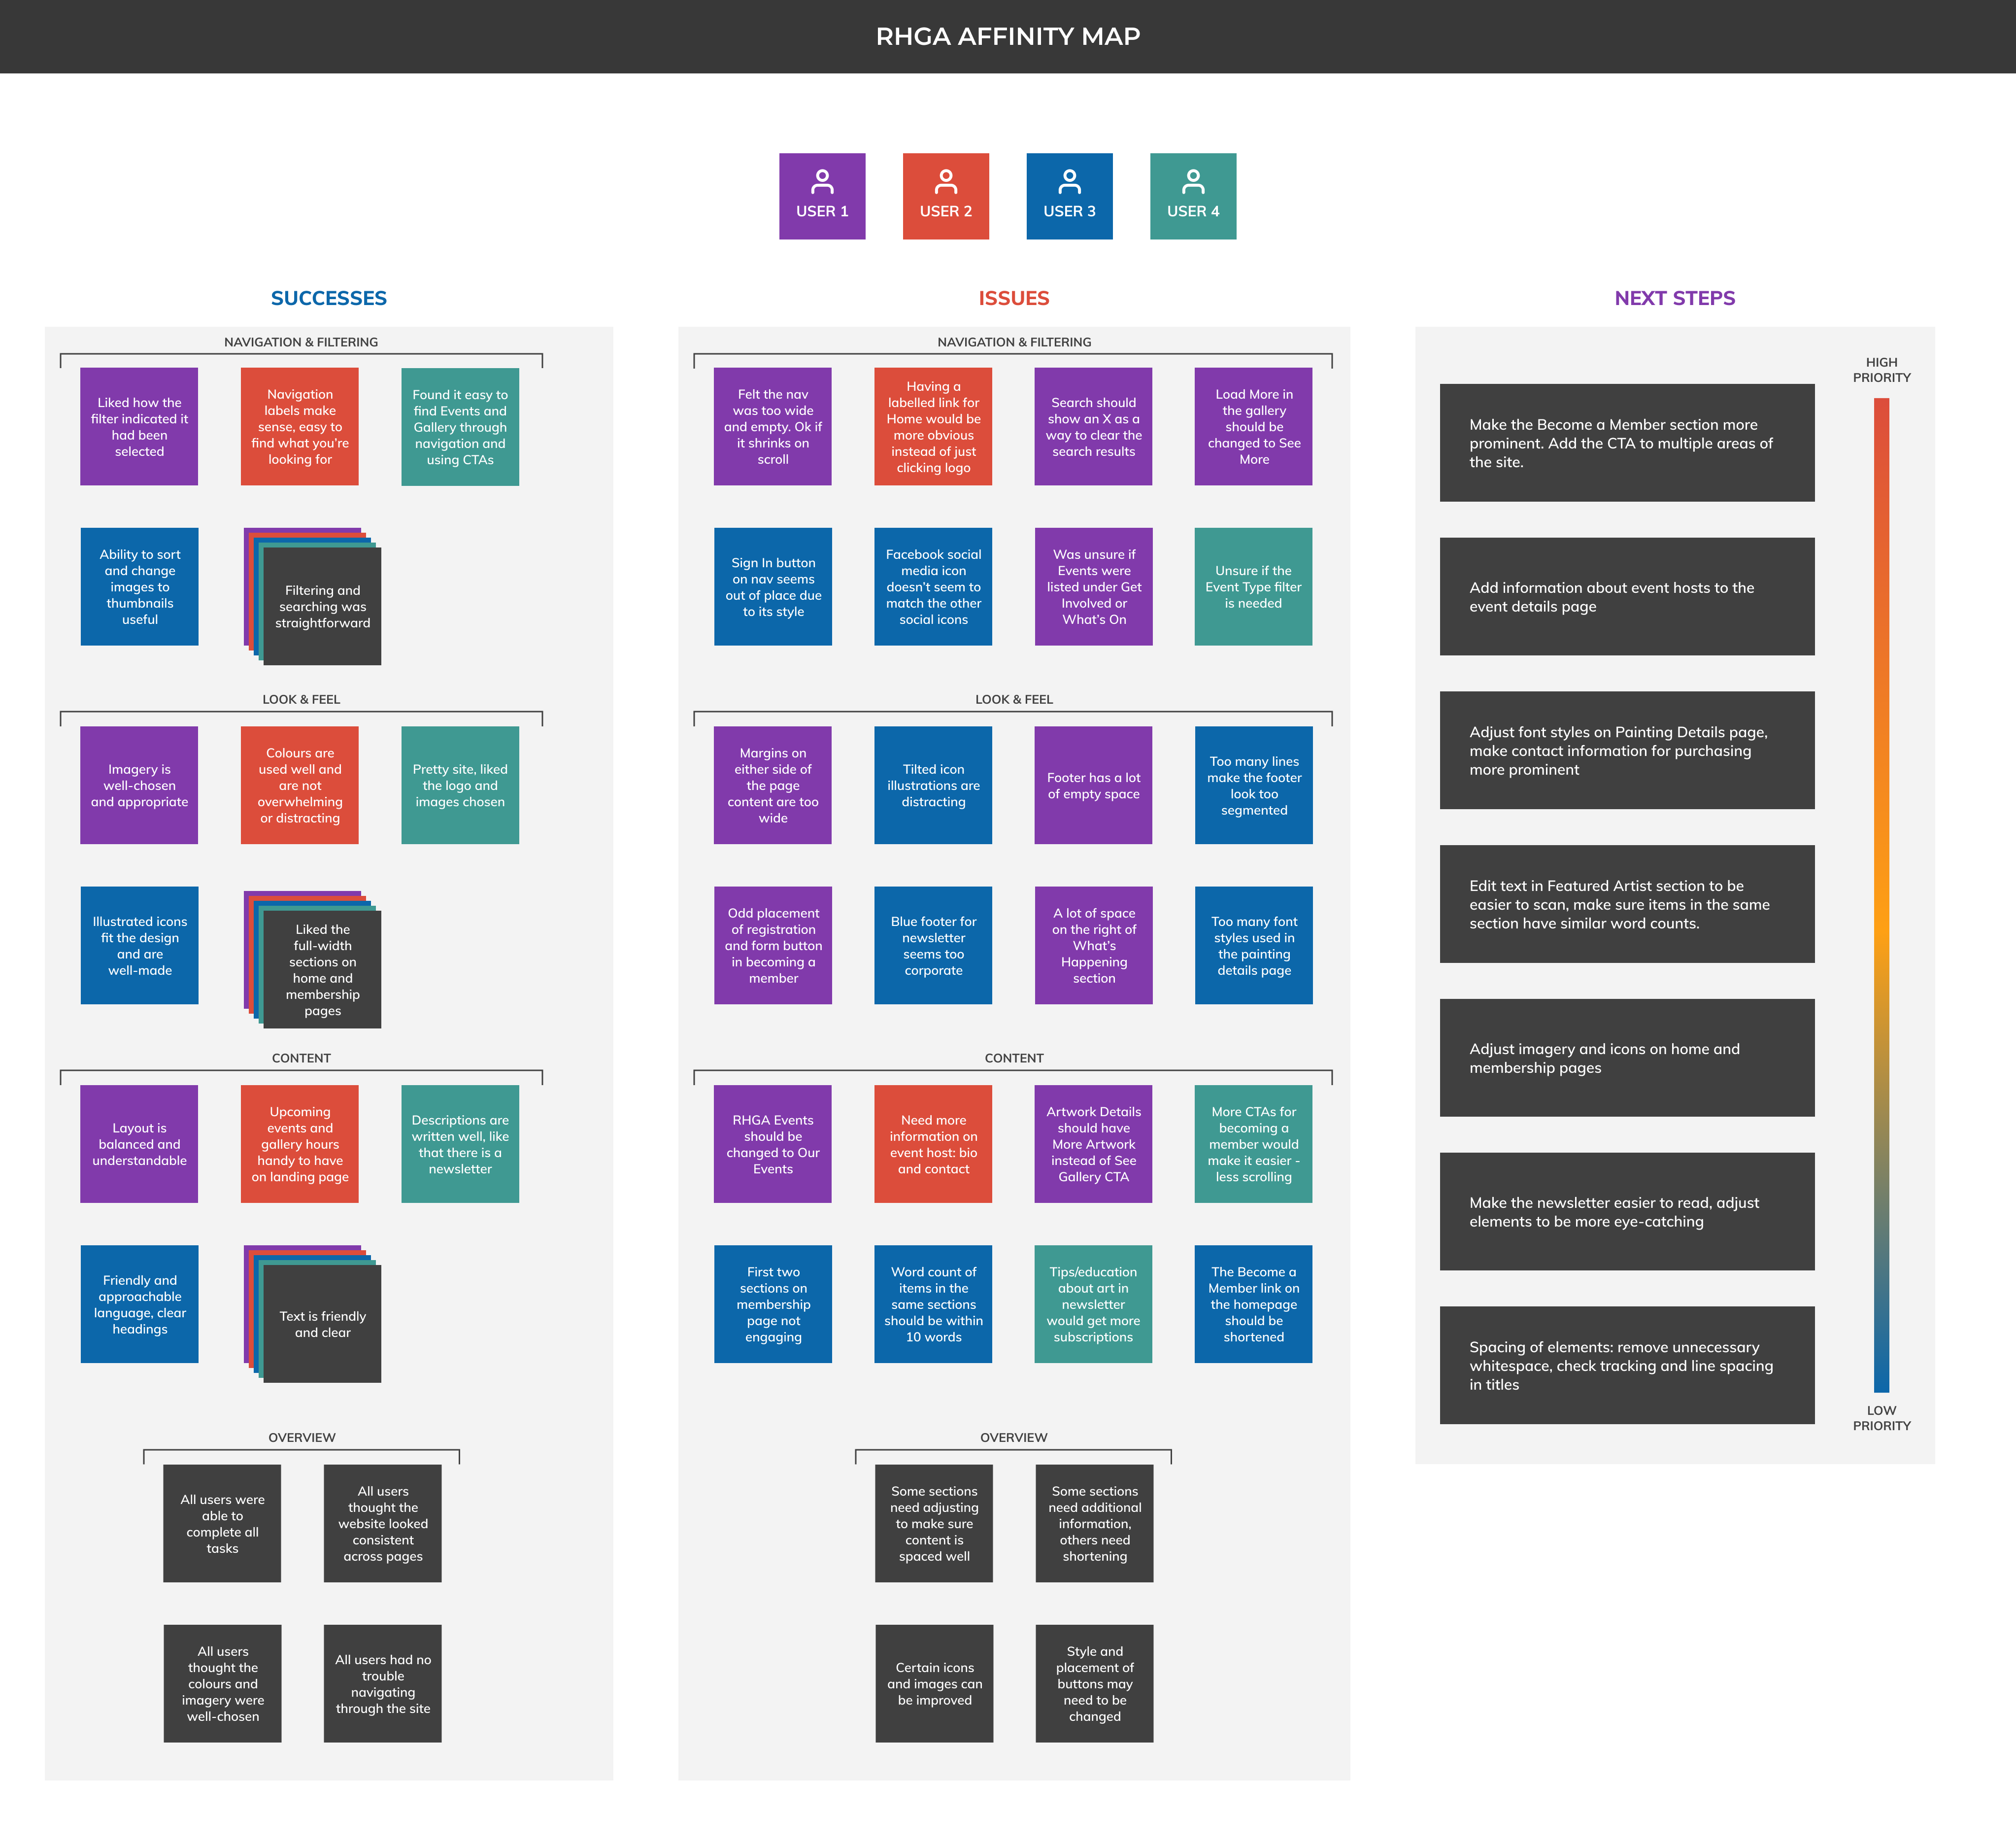 RHGA AFFINITY MAP
USER 1
USER 2
USER 3
USER 4
SUCCESSES
NAVIGATION & FILTERING
Liked how the
filter indicated it
had been
selected
Navigation
labels make
sense, easy to
find what you're
looking for
Found it easy to
find Events and
Gallery through
navigation and
using CTAs
Ability to sort
and change
images to
thumbnails
useful
Filtering and
searching was
straightforward
LOOK & FEEL
Imagery is
well-chosen
and appropriate
Colours are
used well and
are not
overwhelming
or distracting
Pretty site, liked
the logo and
images chosen
Illustrated icons
fit the design
and are
well-made
Liked the
full-width
sections on
home and
membership
pages
CONTENT
Layout is
balanced and
understandable
Upcoming
events and
gallery hours
handy to have
on landing page
Descriptions are
written well, like
that there is a
newsletter
Friendly and
approachable
language, clear
headings
Text is friendly
and clear
OVERVIEW
All users were
able to
complete all
tasks
All users
thought the
website looked
consistent
across pages
All users
thought the
colours and
imagery were
well-chosen
All users had no
trouble
navigating
through the site
ISSUES
NAVIGATION & FILTERING
Felt the nav
was too wide
and empty. Ok if
it shrinks on
scroll
Having a
labelled link for
Home would be
more obvious
instead of just
clicking logo
Search should
show an X as a
way to clear the
search results
Load More in
the gallery
should be
changed to See
More
Sign In button
on nav seems
out of place due
to its style
Facebook social
media icon
doesn't seem to
match the other
social icons
Was unsure if
Events were
listed under Get
Involved or
What's On
Unsure if the
Event Type filter
is needed
LOOK & FEEL
Margins on
either side of
the page
content are too
wide
Tilted icon
illustrations are
distracting
Footer has a lot
of empty space
Too many lines
make the footer
look too
segmented
Odd placement
of registration
and form button
in becoming a
member
Blue footer for
newsletter
seems too
corporate
A lot of space
on the right of
What's
Happening
section
Too many font
styles used in
the painting
details page
CONTENT
RHGA Events
should be
changed to Our
Events
Need more
information on
event host: bio
and contact
Artwork Details
should have
More Artwork
instead of See
Gallery CTA
More CTAs for
becoming a
member would
make it easier -
less scrolling
First two
sections on
membership
page not
engaging
Word count of
items in the
same sections
should be within
10 words
Tips/education
about art in
newsletter
would get more
subscriptions
The Become a
Member link on
the homepage
should be
shortened
OVERVIEW
Some sections
need adjusting
to make sure
content is
spaced well
Some sections
need additional
information,
others need
shortening
Certain icons
and images can
be improved
Style and
placement of
buttons may
need to be
changed
NEXT STEPS
HIGH
PRIORITY
Make the Become a Member section more
prominent. Add the CTA to multiple areas of
the site.
Add information about event hosts to the
event details page
Adjust font styles on Painting Details page,
make contact information for purchasing
more prominent
Edit text in Featured Artist section to be
easier to scan, make sure items in the same
section have similar word counts.
Adjust imagery and icons on home and
membership pages
Make the newsletter easier to read, adjust
elements to be more eye-catching
Spacing of elements: remove unnecessary
whitespace, check tracking and line spacing
in titles
LOW
PRIORITY